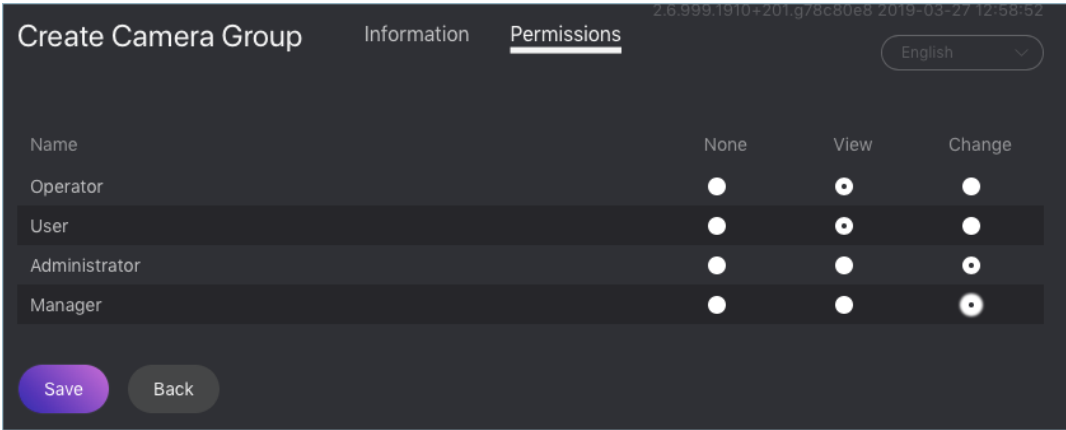 2.6.999.1910+201.g78c80e8 2019-03-27 12:58:52
Create Camera Group Information Permissions
English
Name None View Change
Operator
User
Administrator
Manager
Save Back